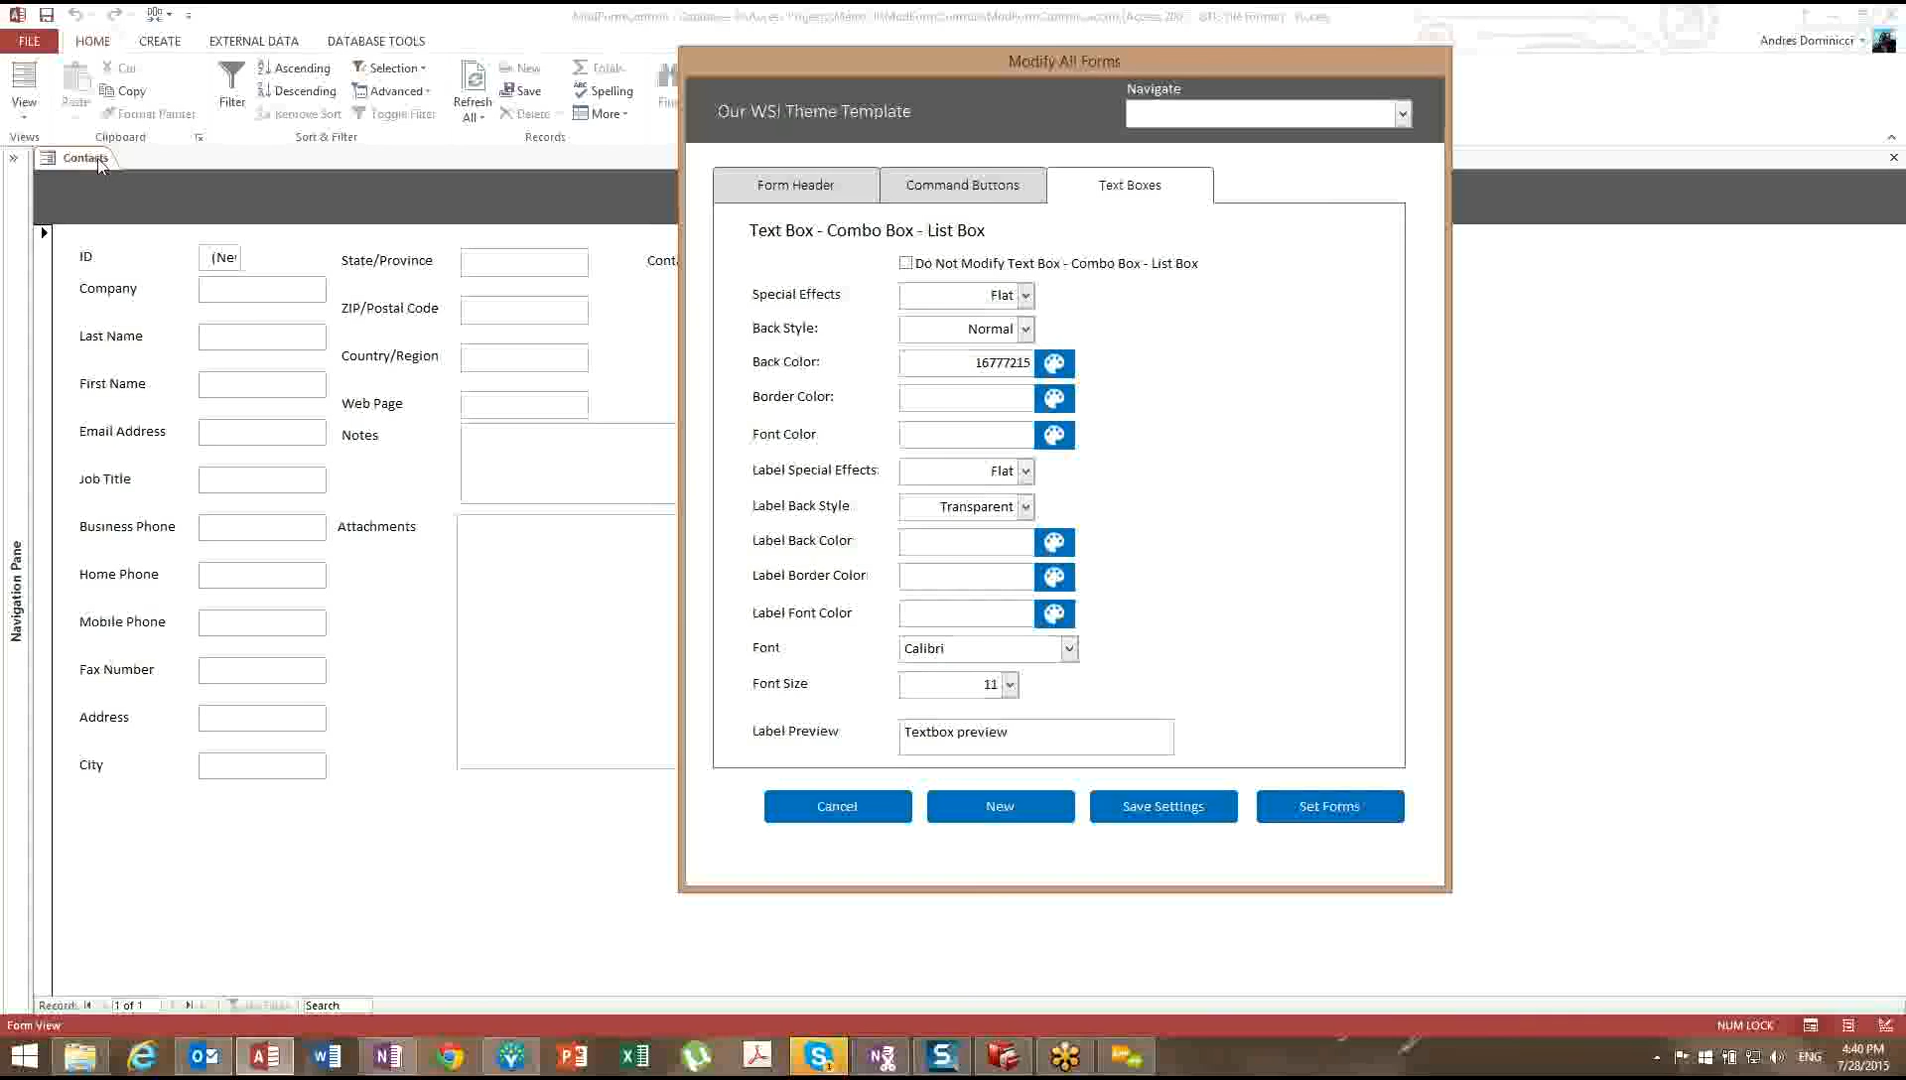 FILE
HOME
CREATE
EXTERNAL DATA
DATABASE TOOLS
Andres Dominicci
View
Paste
Cut
Copy
Format Painter
Filter
Ascending
Descending
Remove Sort
Selection
Advanced
Toggle Filter
Refresh
All
New
Save
Delete
Totals
Spelling
More
Views
Clipboard
Sort & Filter
Records
Contacts
Navigation Pane
ID
(Ne
Company
Last Name
First Name
Email Address
Job Title
Business Phone
Home Phone
Mobile Phone
Fax Number
Address
City
State/Province
ZIP/Postal Code
Country/Region
Web Page
Notes
Attachments
Conta
Modify All Forms
Our WSI Theme Template
Navigate
Form Header
Command Buttons
Text Boxes
Text Box - Combo Box - List Box
Do Not Modify Text Box - Combo Box - List Box
Special Effects
Flat
Back Style:
Normal
Back Color:
16777215
Border Color:
Font Color
Label Special Effects:
Flat
Label Back Style
Transparent
Label Back Color
Label Border Color:
Label Font Color
Font
Calibri
Font Size
11
Label Preview
Textbox preview
Cancel
New
Save Settings
Set Forms
Record:
1 of 1
Search
Form View
NUM LOCK
ENG
4:40 PM
7/28/2015